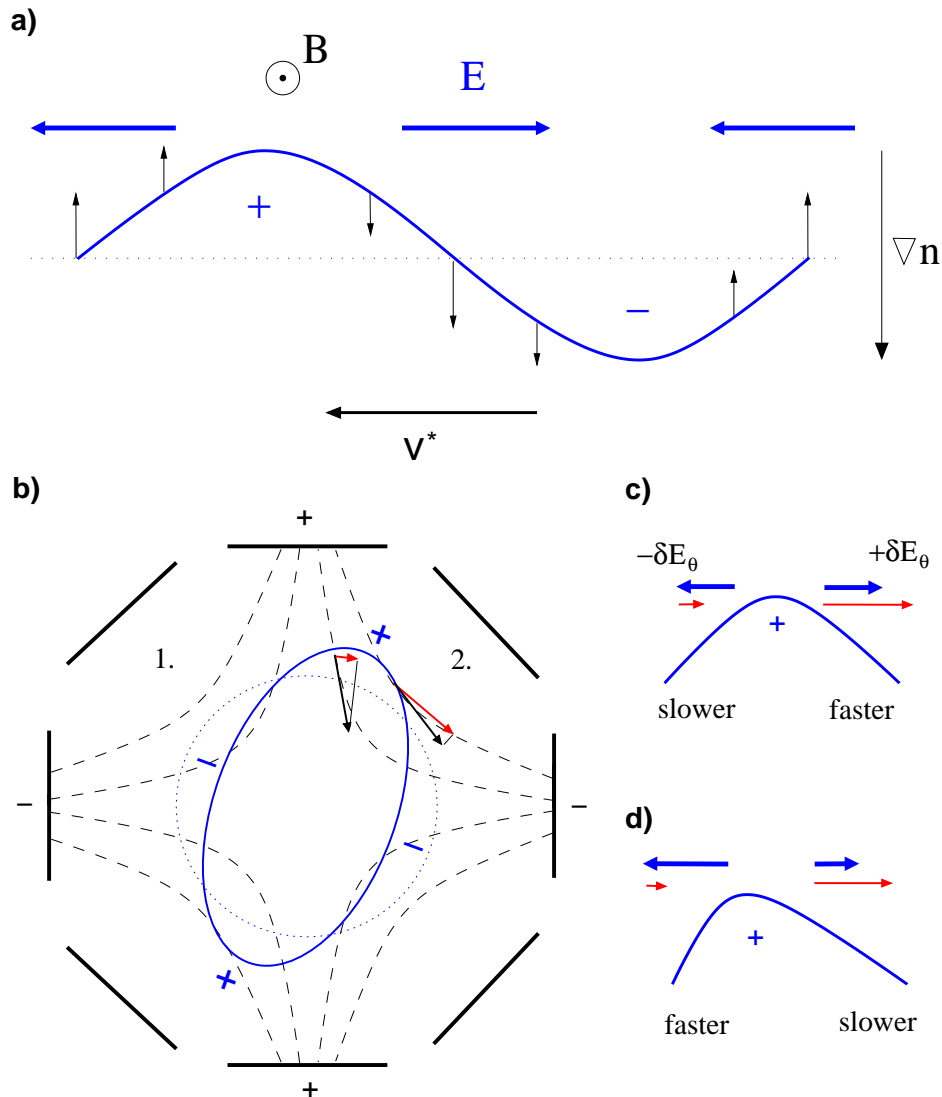 a)
B
E
+
−
∇n
V*
b)
+
1.
2.
+
−
−
−
−
+
+
c)
−δEθ
+δEθ
+
slower
faster
d)
+
faster
slower